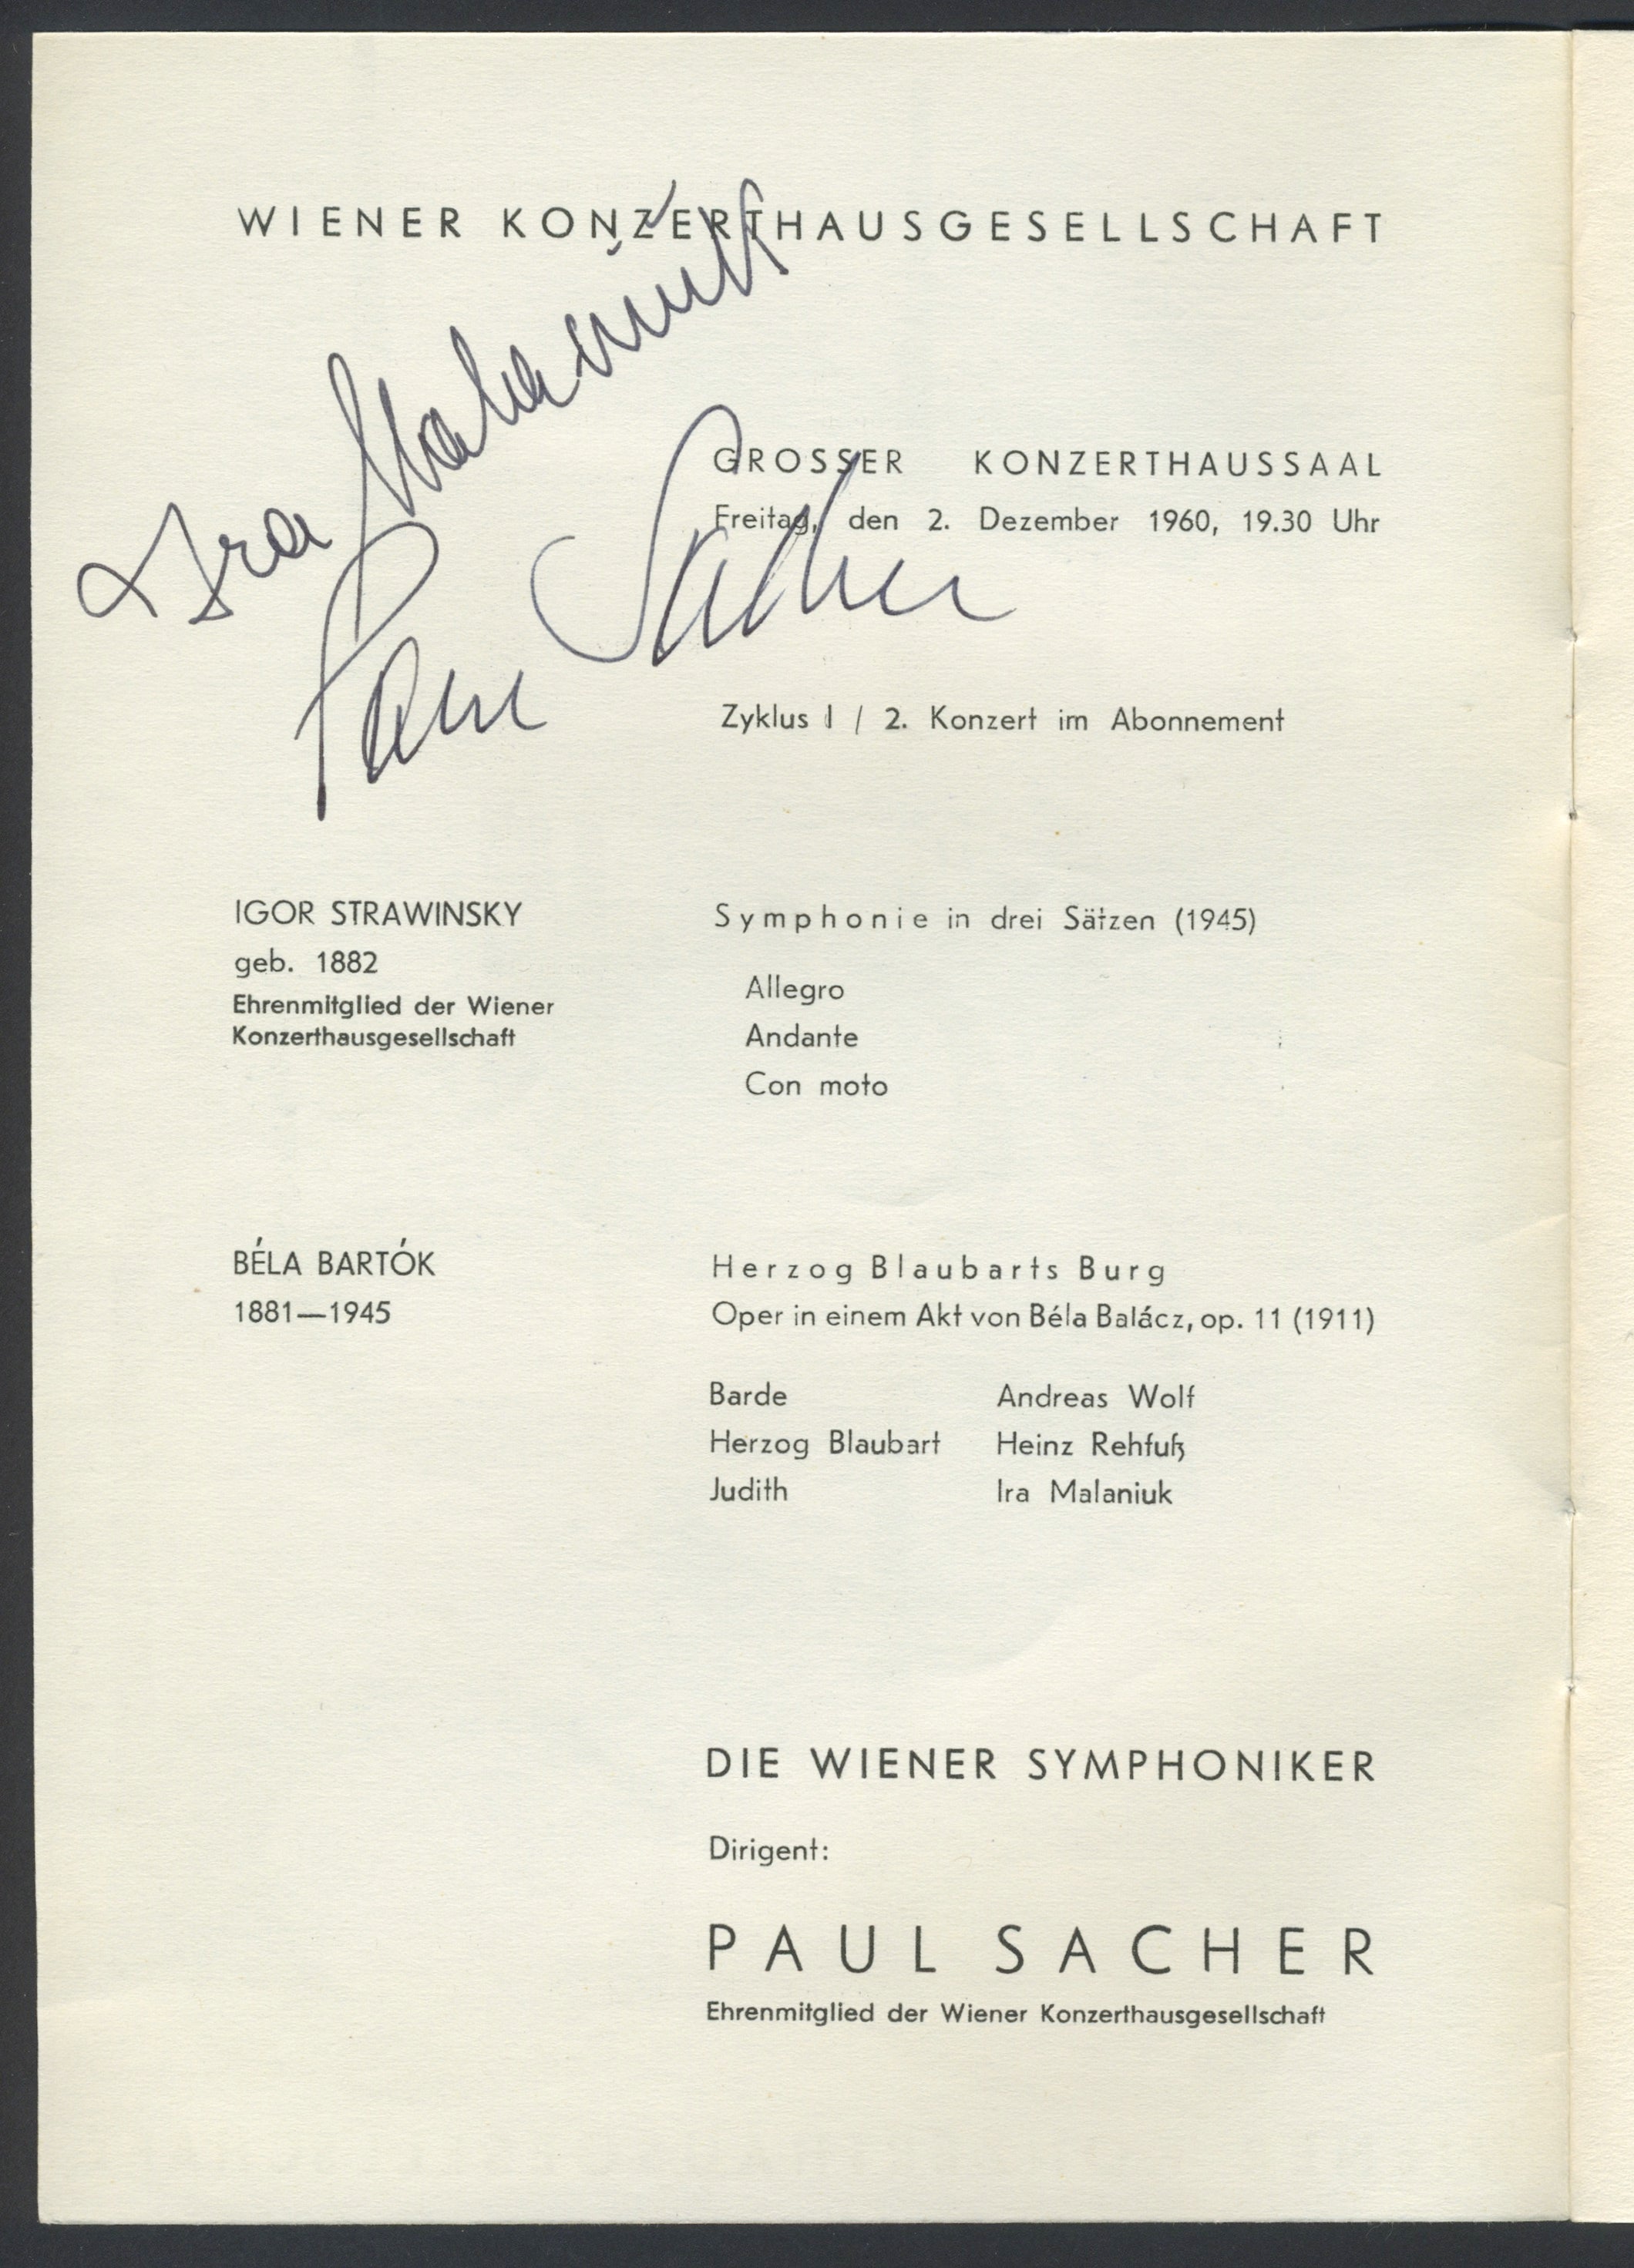 WIENER KONZERTHAUSGESELLSCHAFT
Ira Malaniuk
GROSSER KONZERTHAUSSAAL
Freitag, den 2. Dezember 1960, 19.30 Uhr
Paul Sacher
Zyklus I / 2. Konzert im Abonnement
IGOR STRAWINSKY
geb. 1882
Ehrenmitglied der Wiener
Konzerthausgesellschaft
Symphonie in drei Sätzen (1945)
Allegro
Andante
Con moto
BÉLA BARTÓK
1881—1945
Herzog Blaubarts Burg
Oper in einem Akt von Béla Balácz, op. 11 (1911)
Barde Andreas Wolf
Herzog Blaubart Heinz Rehfuß
Judith Ira Malaniuk
DIE WIENER SYMPHONIKER
Dirigent:
PAUL SACHER
Ehrenmitglied der Wiener Konzerthausgesellschaft